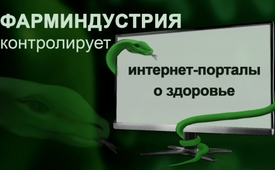 ФАРМИНДУСТРИЯ
контролирует
интернет-порталы
о здоровье